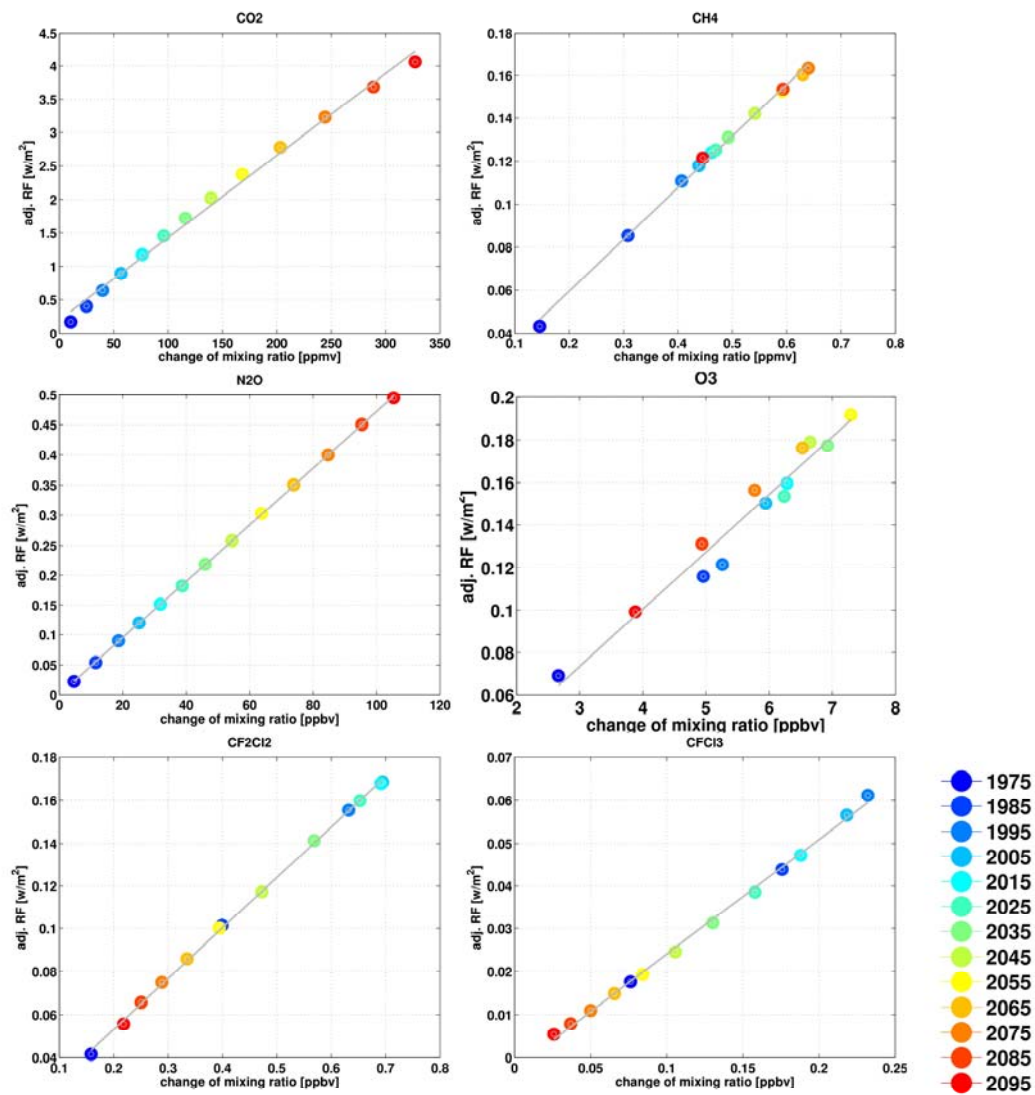 CO2
4.5
4
3.5
3
2.5
2
1.5
1
0.5
0
adj. RF [w/m²]
0 50 100 150 200 250 300 350
change of mixing ratio [ppmv]
CH4
0.18
0.16
0.14
0.12
0.1
0.08
0.06
0.04
adj. RF [w/m²]
0.1 0.2 0.3 0.4 0.5 0.6 0.7 0.8
change of mixing ratio [ppmv]
N2O
0.5
0.45
0.4
0.35
0.3
0.25
0.2
0.15
0.1
0.05
0
adj. RF [w/m²]
0 20 40 60 80 100 120
change of mixing ratio [ppbv]
O3
0.2
0.18
0.16
0.14
0.12
0.1
0.08
0.06
adj. RF [w/m²]
2 3 4 5 6 7 8
change of mixing ratio [ppbv]
CF2Cl2
0.18
0.16
0.14
0.12
0.1
0.08
0.06
0.04
adj. RF [w/m²]
0.1 0.2 0.3 0.4 0.5 0.6 0.7 0.8
change of mixing ratio [ppbv]
CFCl3
0.07
0.06
0.05
0.04
0.03
0.02
0.01
0
adj. RF [w/m²]
0 0.05 0.1 0.15 0.2 0.25
change of mixing ratio [ppbv]
1975
1985
1995
2005
2015
2025
2035
2045
2055
2065
2075
2085
2095